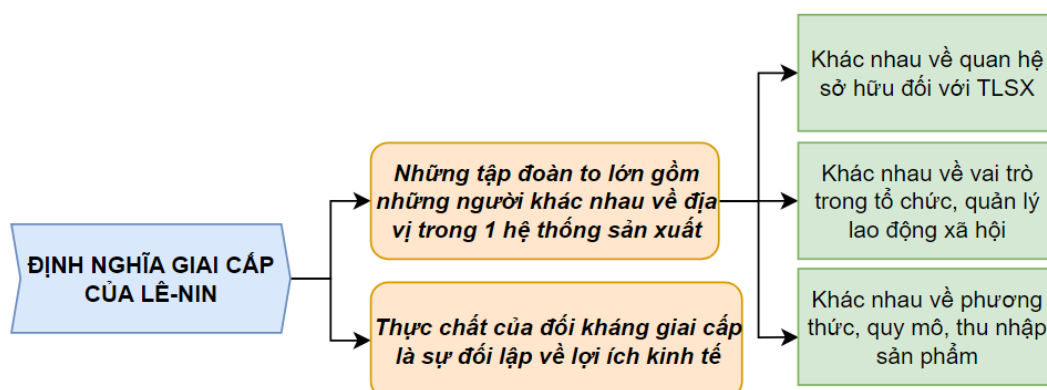 ĐỊNH NGHĨA GIAI CẤP
CỦA LÊ-NIN
Những tập đoàn to lớn gồm
những người khác nhau về địa
vị trong 1 hệ thống sản xuất
Thực chất của đối kháng giai cấp
là sự đối lập về lợi ích kinh tế
Khác nhau về quan hệ
sở hữu đối với TLSX
Khác nhau về vai trò
trong tổ chức, quản lý
lao động xã hội
Khác nhau về phương
thức, quy mô, thu nhập
sản phẩm